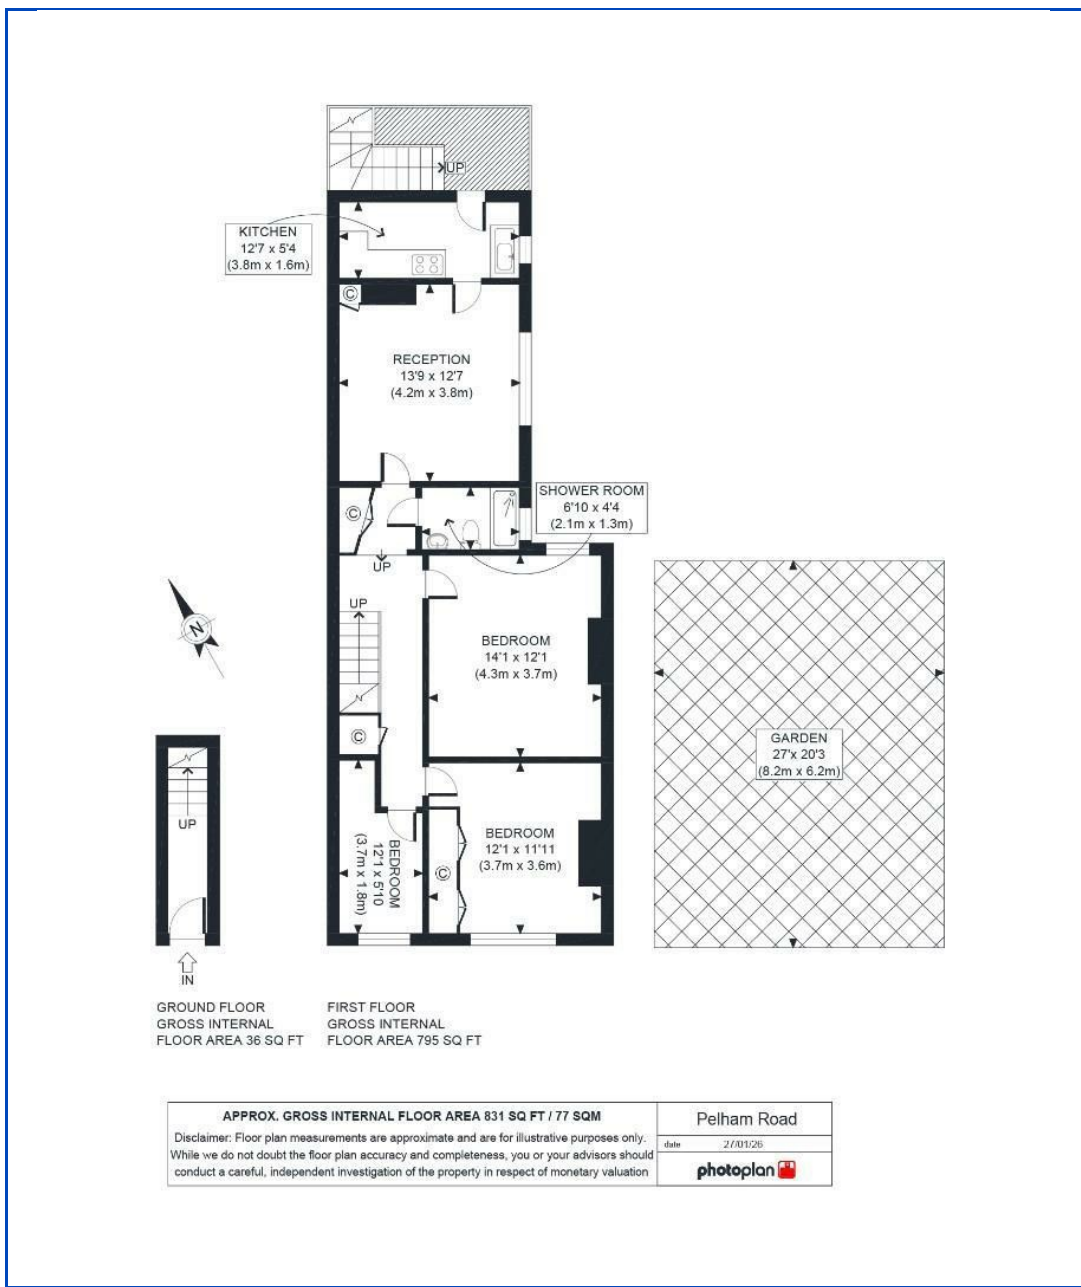 UP
KITCHEN
12'7 x 5'4
(3.8m x 1.6m)
C
RECEPTION
13'9 x 12'7
(4.2m x 3.8m)
C
SHOWER ROOM
6'10 x 4'4
(2.1m x 1.3m)
UP
UP
N
BEDROOM
14'1 x 12'1
(4.3m x 3.7m)
C
GARDEN
27' x 20'3
(8.2m x 6.2m)
UP
BEDROOM
12'1 x 5'10
(3.7m x 1.8m)
BEDROOM
12'1 x 11'11
(3.7m x 3.6m)
C
IN
GROUND FLOOR
GROSS INTERNAL
FLOOR AREA 36 SQ FT
FIRST FLOOR
GROSS INTERNAL
FLOOR AREA 795 SQ FT
APPROX. GROSS INTERNAL FLOOR AREA 831 SQ FT / 77 SQM
Disclaimer: Floor plan measurements are approximate and are for illustrative purposes only.
While we do not doubt the floor plan accuracy and completeness, you or your advisors should
conduct a careful, independent investigation of the property in respect of monetary valuation
Pelham Road
date 27/01/26
photoplan